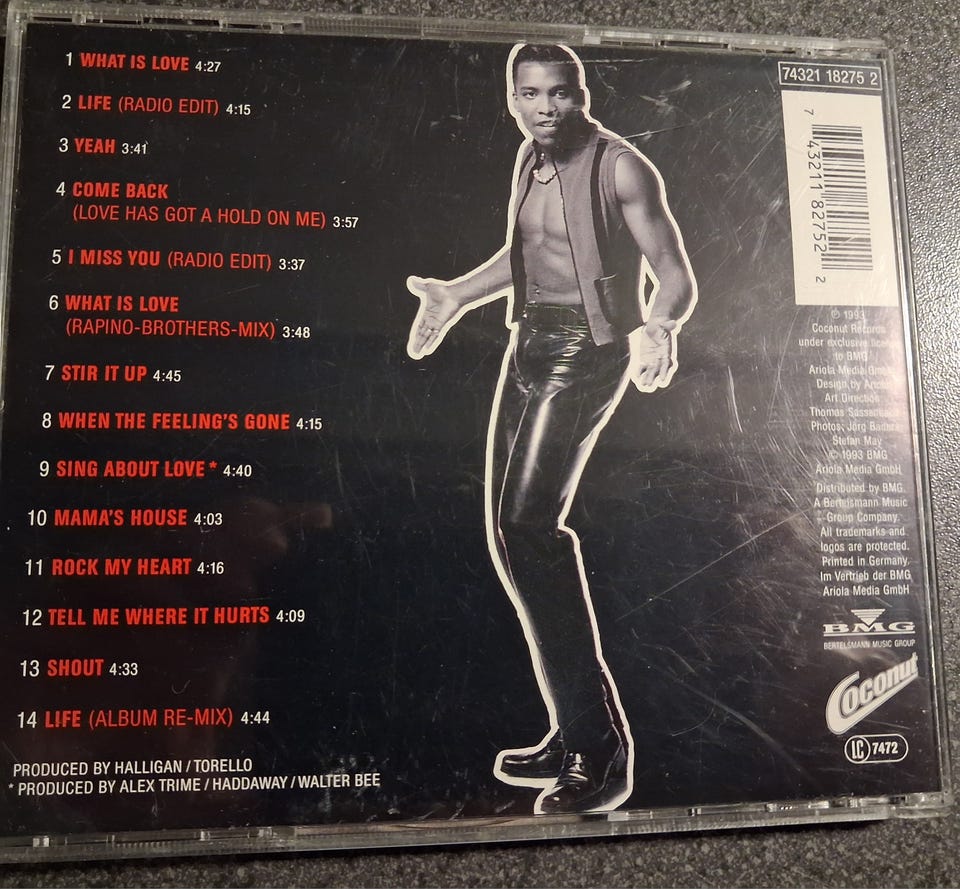 1 WHAT IS LOVE 4:27
2 LIFE (RADIO EDIT) 4:15
3 YEAH 3:41
4 COME BACK
(LOVE HAS GOT A HOLD ON ME) 3:57
5 I MISS YOU (RADIO EDIT) 3:37
6 WHAT IS LOVE
(RAPINO-BROTHERS-MIX) 3:48
7 STIR IT UP 4:45
8 WHEN THE FEELING'S GONE 4:15
9 SING ABOUT LOVE * 4:40
10 MAMA'S HOUSE 4:03
11 ROCK MY HEART 4:16
12 TELL ME WHERE IT HURTS 4:09
13 SHOUT 4:33
14 LIFE (ALBUM RE-MIX) 4:44
PRODUCED BY HALLIGAN / TORELLO
* PRODUCED BY ALEX TRIME / HADDAWAY / WALTER BEE
74321 18275 2
7 43211 82752 2
℗ 1993
Coconut Records
under exclusive
to BMG
Ariola Media GmbH
Design by
Art Direction
Thomas
Photos: Jörg
Stefan May
© 1993 BMG
Ariola Media GmbH
Distributed by BMG.
A Bertelsmann Music
Group Company.
All trademarks and
logos are protected.
Printed in Germany.
Im Vertrieb der BMG
Ariola Media GmbH
BMG
BERTELSMANN MUSIC GROUP
Coconut
LC 7472